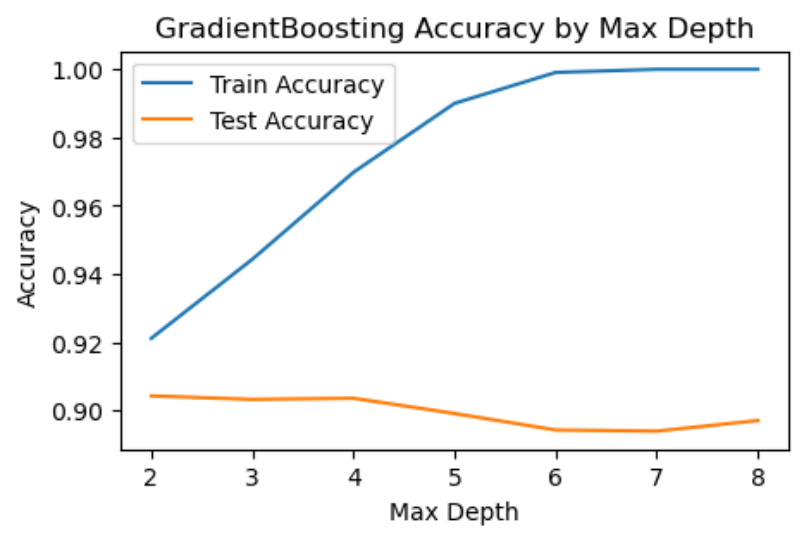 GradientBoosting Accuracy by Max Depth
Train Accuracy
Test Accuracy
1.00
0.98
0.96
0.94
0.92
0.90
Accuracy
2 3 4 5 6 7 8
Max Depth